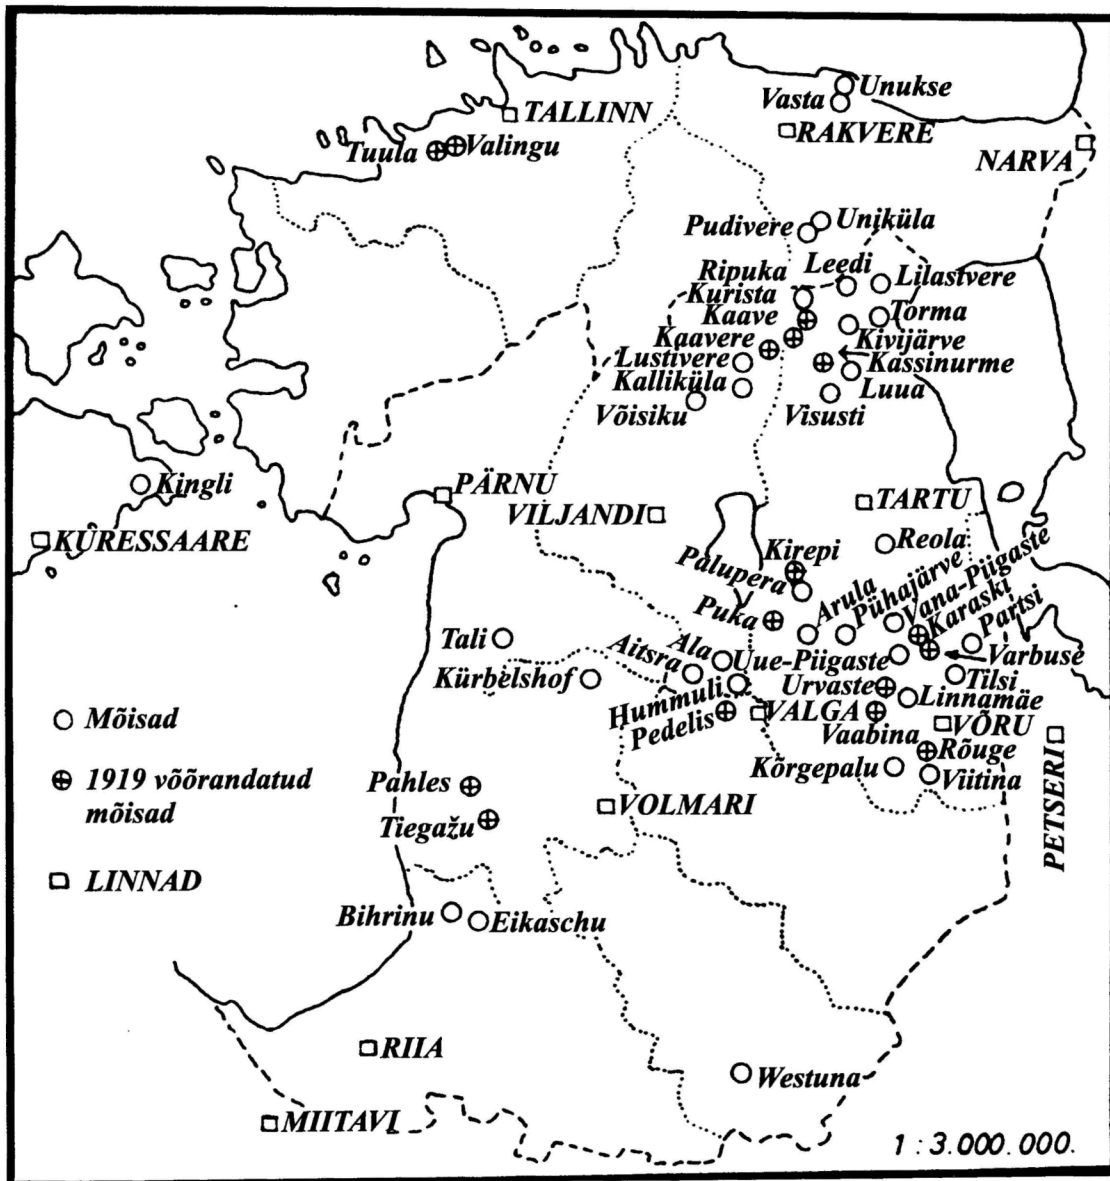 Unukse
Vasta
TALLINN
RAKVERE
NARVA
Tuula
Valingu
Pudivere
Uniküla
Ripuka
Leedi
Lilastvere
Kurista
Kaave
Torma
Kaavere
Kivijärve
Lustivere
Kassinurme
Kalliküla
Luua
Võisiku
Visusti
Kingli
PÄRNU
TARTU
VILJANDI
KURESSAARE
Reola
Kirepi
Palupera
Puka
Arula
Pühajärve
Vana-Piigaste
Karaski
Partsi
Varbuse
Tali
Ala
Aitsra
Uue-Piigaste
Tilsi
Kürbelshof
Urvaste
Linnamäe
Hummuli
Pedelis
VALGA
VÕRU
Vaabina
Rõuge
Kõrgepalu
Viitina
PETSERI
Mõisad
1919 võõrandatud
mõisad
LINNAD
Pahles
Tiegažu
VOLMARI
Bihrinu
Eikaschu
RIIA
MIITAVI
Westuna
1:3.000.000.